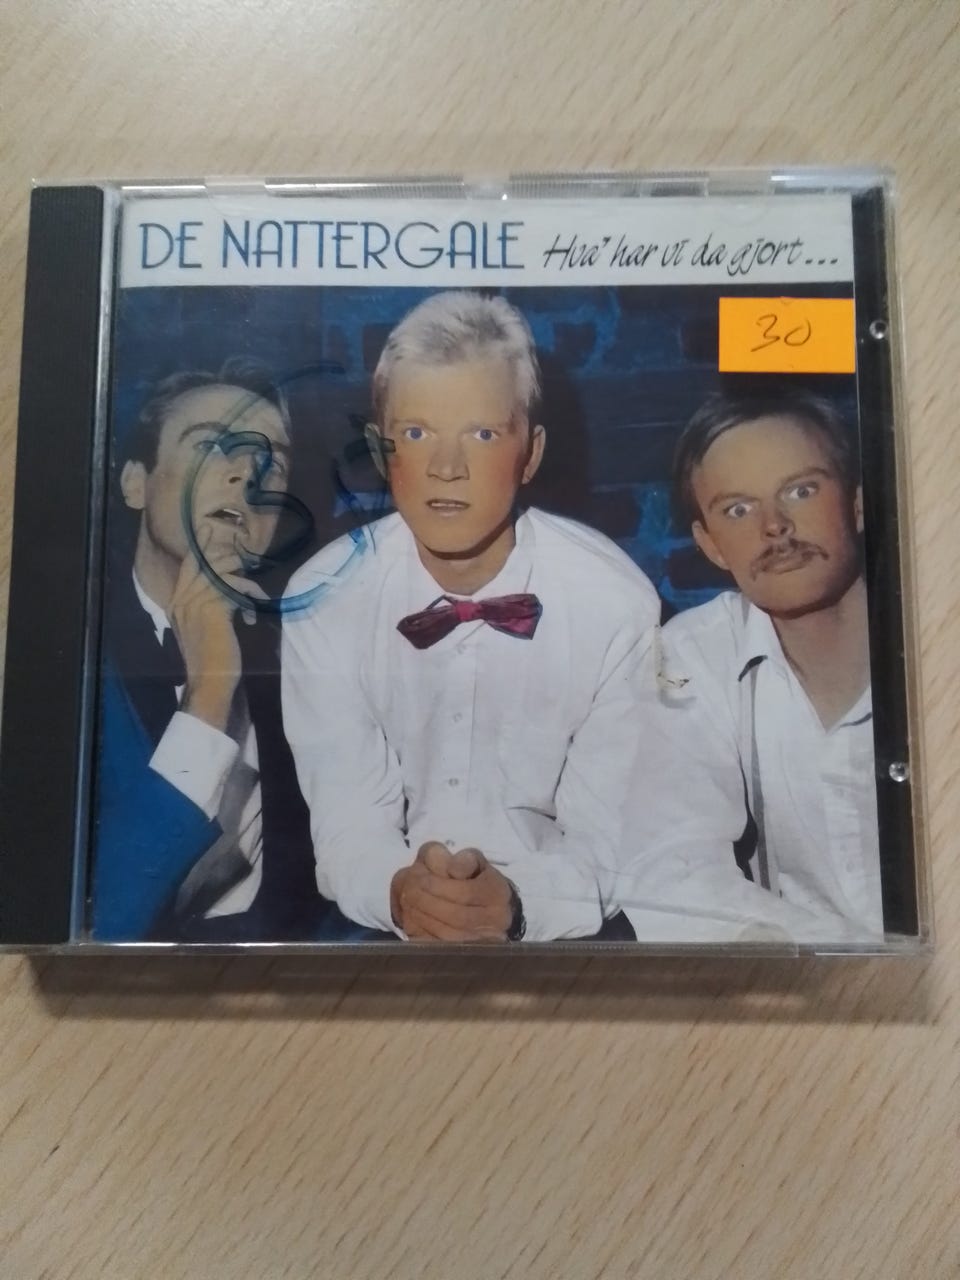 DE NATTERGALE Hva' har vi da gjort...
30